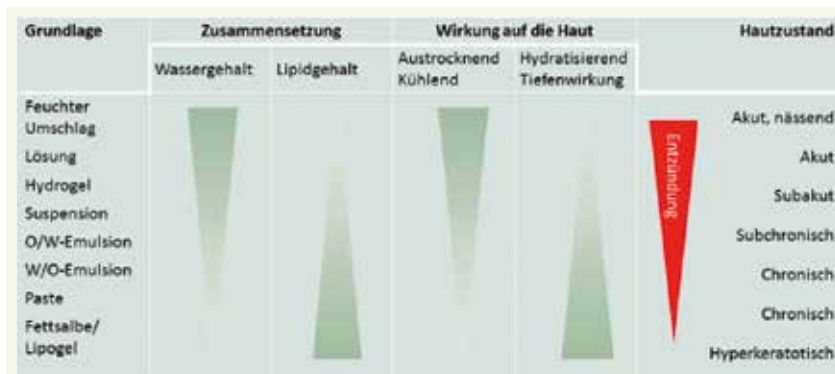 Grundlage
Zusammensetzung
Wirkung auf die Haut
Hautzustand
Wassergehalt
Lipidgehalt
Austrocknend
Kühlend
Hydratisierend
Tiefenwirkung
Feuchter
Umschlag
Lösung
Hydrogel
Suspension
O/W-Emulsion
W/O-Emulsion
Paste
Fettsalbe/
Lipogel
Entzündung
Akut, nässend
Akut
Subakut
Subchronisch
Chronisch
Chronisch
Hyperkeratotisch